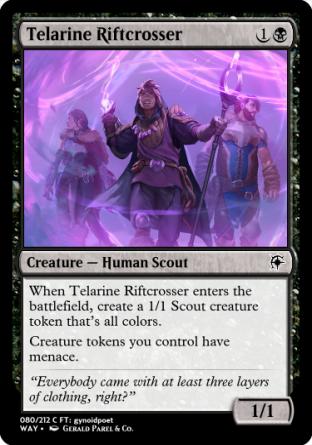 Telarine Riftcrosser 1
Creature — Human Scout
When Telarine Riftcrosser enters the
battlefield, create a 1/1 Scout creature
token that's all colors.
Creature tokens you control have
menace.
“Everybody came with at least three layers
of clothing, right?”
1/1
080/212 C FT: gynoidpoet
WAY • GERALD PAREL & CO.